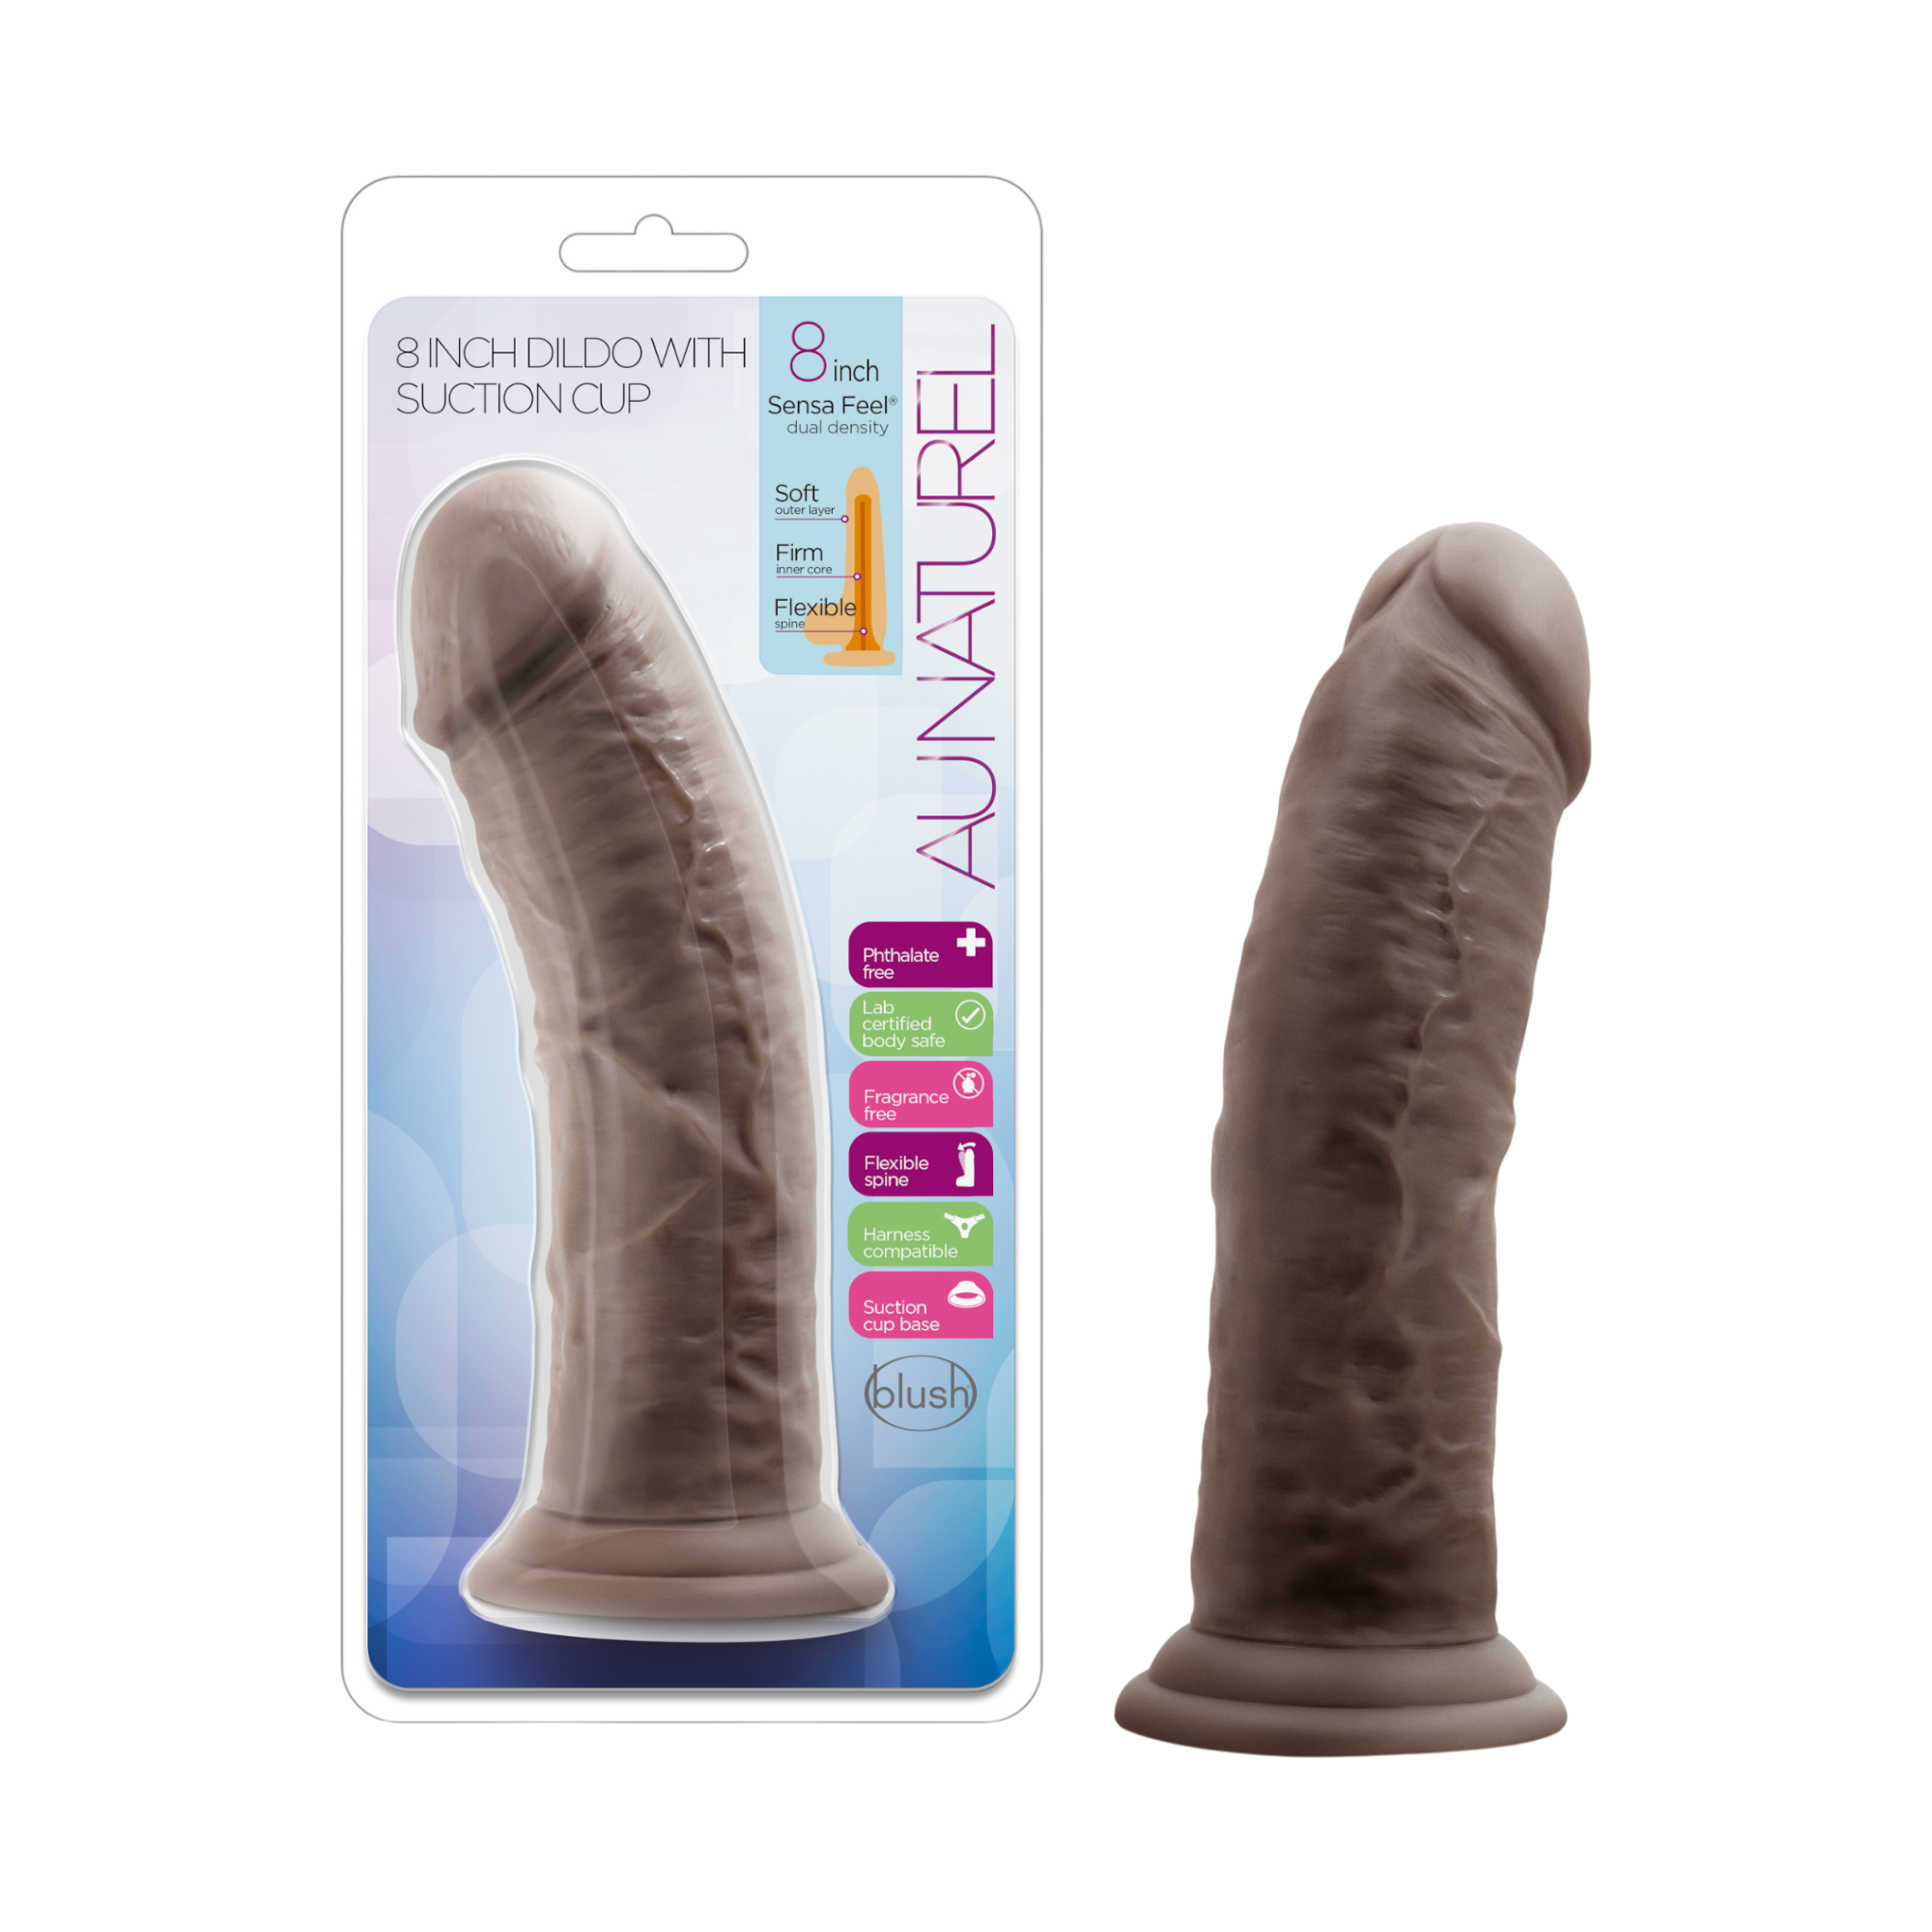 8 INCH DILDO WITH
SUCTION CUP
8 inch
Sensa Feel®
dual density
Soft
outer layer
Firm
inner core
Flexible
spine
AU NATUREL
Phthalate
free
Lab
certified
body safe
Fragrance
free
Flexible
spine
Harness
compatible
Suction
cup base
blush